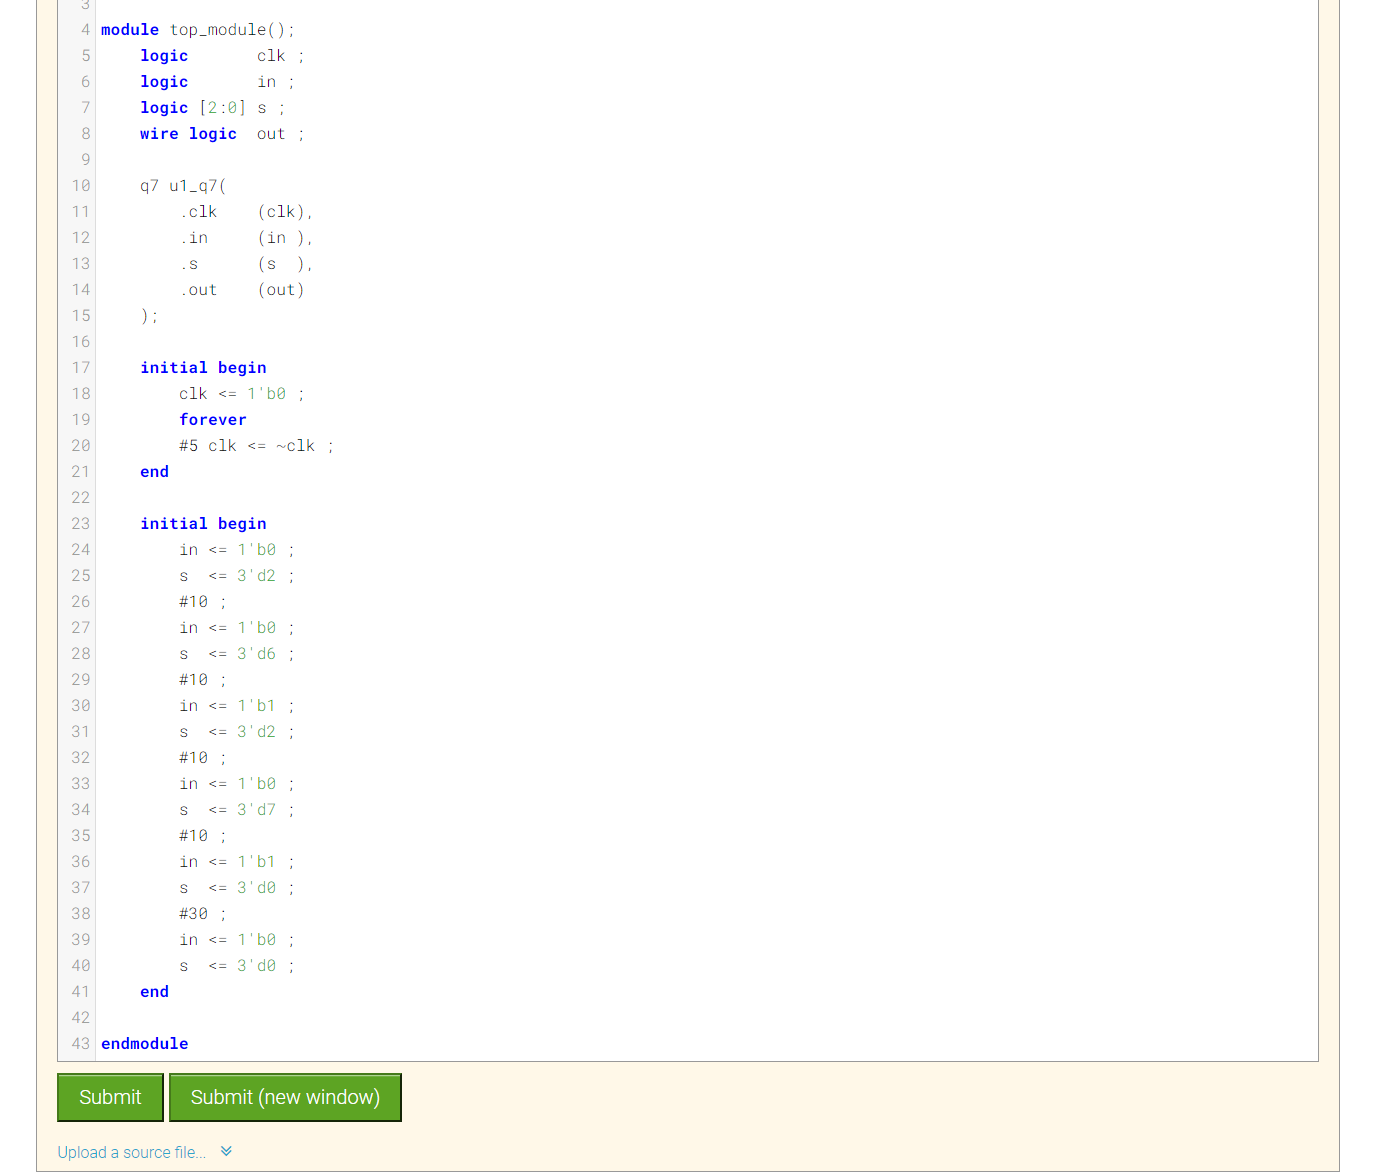 3
4 module top_module();
5     logic       clk ;
6     logic       in ;
7     logic [2:0] s ;
8     wire logic  out ;
9
10     q7 u1_q7(
11         .clk    (clk),
12         .in     (in ),
13         .s      (s  ),
14         .out    (out)
15     );
16
17     initial begin
18         clk <= 1'b0 ;
19         forever
20         #5 clk <= ~clk ;
21     end
22
23     initial begin
24         in <= 1'b0 ;
25         s  <= 3'd2 ;
26         #10 ;
27         in <= 1'b0 ;
28         s  <= 3'd6 ;
29         #10 ;
30         in <= 1'b1 ;
31         s  <= 3'd2 ;
32         #10 ;
33         in <= 1'b0 ;
34         s  <= 3'd7 ;
35         #10 ;
36         in <= 1'b1 ;
37         s  <= 3'd0 ;
38         #30 ;
39         in <= 1'b0 ;
40         s  <= 3'd0 ;
41     end
42
43 endmodule
Submit Submit (new window)
Upload a source file...